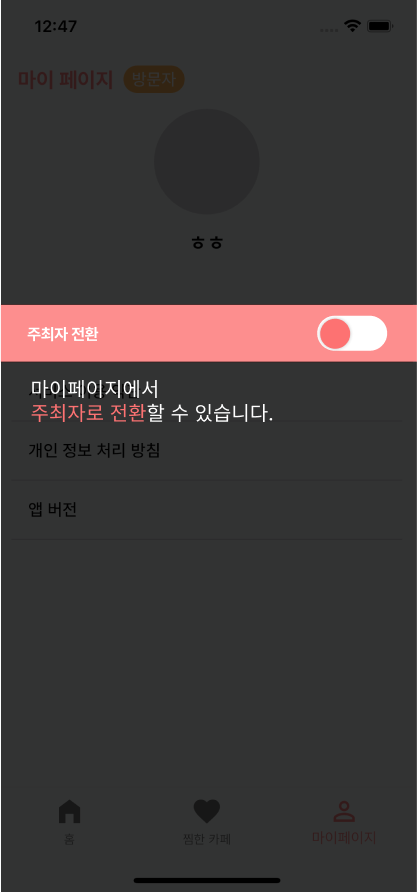 12:47
마이 페이지 방문자
ㅎㅎ
주최자 전환
마이페이지에서
주최자로 전환할 수 있습니다.
개인 정보 처리 방침
앱 버전
홈 찜한 카페 마이페이지